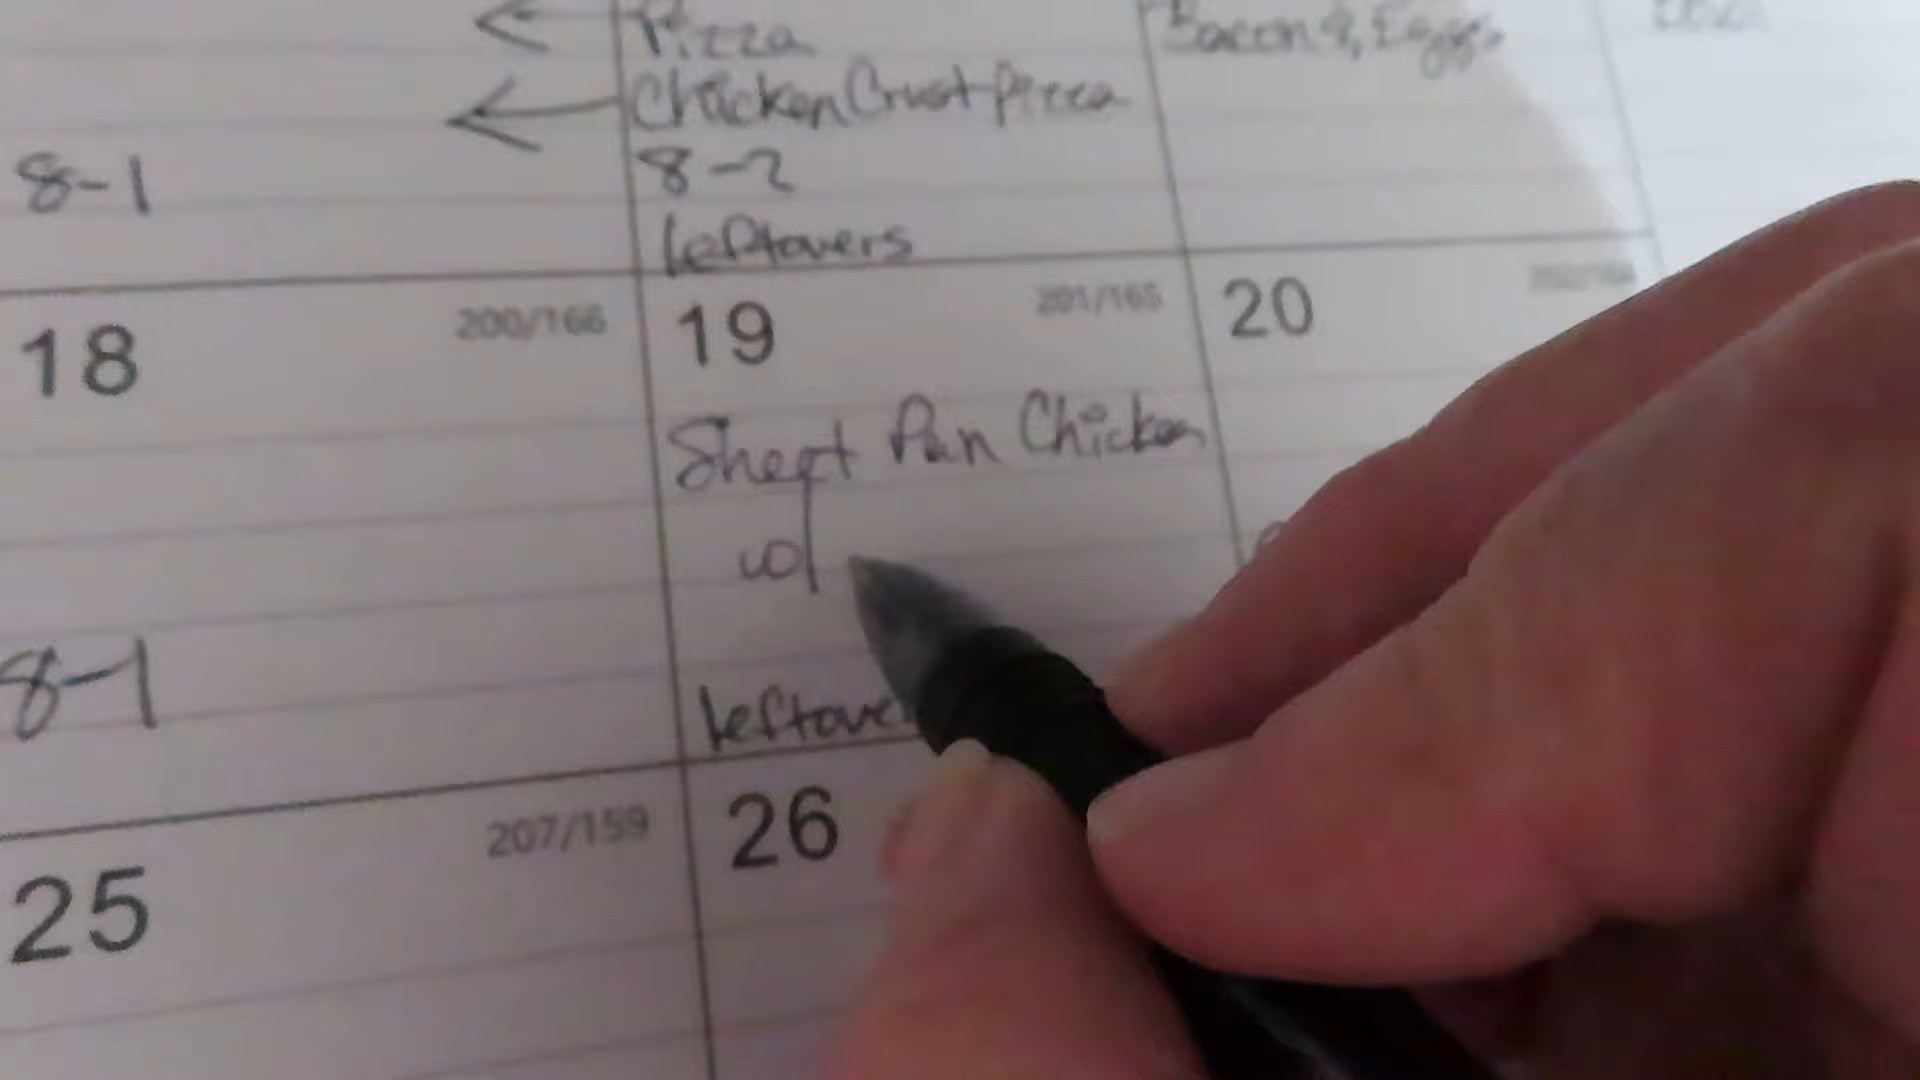 Pizza
Bacon & Eggs
Chicken Crust Pizza
8-1
8-2
leftovers
18 200/166
19 201/165
20
Sheet Pan Chicken
w/
8-1
leftove
25 207/159
26